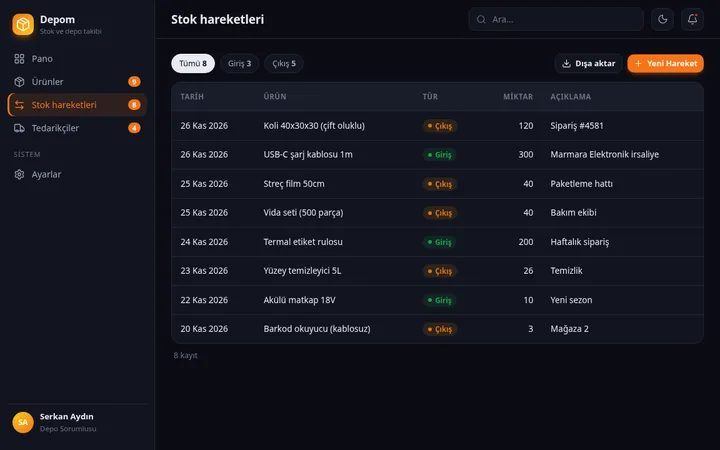 Depom
Stok ve depo takibi
Pano
Ürünler 9
Stok hareketleri 8
Tedarikçiler 4
SİSTEM
Ayarlar
SA
Serkan Aydın
Depo Sorumlusu
Stok hareketleri
Ara…
Tümü 8 Giriş 3 Çıkış 5
Dışa aktar
Yeni Hareket
TARİH ÜRÜN TÜR MİKTAR AÇIKLAMA
26 Kas 2026 Koli 40x30x30 (çift oluklu) Çıkış 120 Sipariş #4581
26 Kas 2026 USB-C şarj kablosu 1m Giriş 300 Marmara Elektronik irsaliye
25 Kas 2026 Streç film 50cm Çıkış 40 Paketleme hattı
25 Kas 2026 Vida seti (500 parça) Çıkış 40 Bakım ekibi
24 Kas 2026 Termal etiket rulosu Giriş 200 Haftalık sipariş
23 Kas 2026 Yüzey temizleyici 5L Çıkış 26 Temizlik
22 Kas 2026 Akülü matkap 18V Giriş 10 Yeni sezon
20 Kas 2026 Barkod okuyucu (kablosuz) Çıkış 3 Mağaza 2
8 kayıt